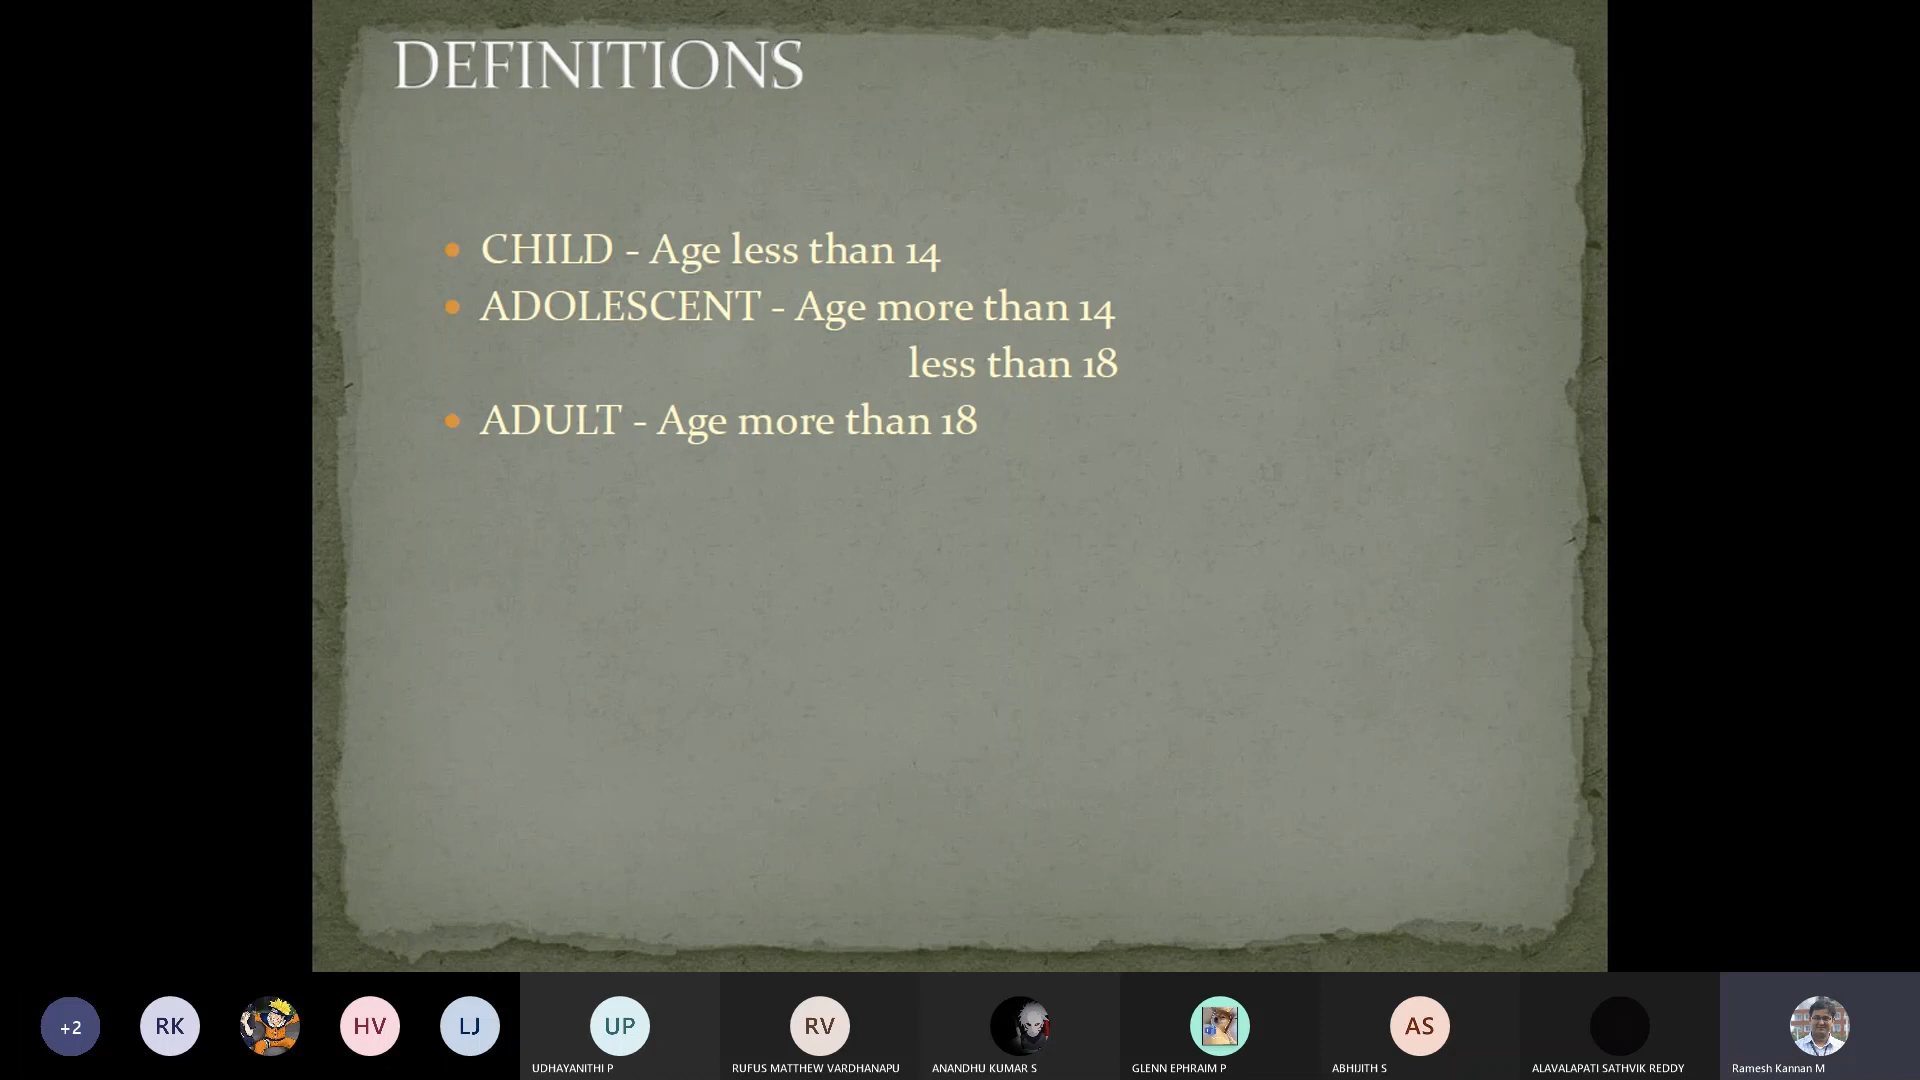 DEFINITIONS
• CHILD - Age less than 14
• ADOLESCENT - Age more than 14
less than 18
• ADULT - Age more than 18
+2
RK
HV
LJ
UP
RV
AS
UDHAYANITHI P
RUFUS MATTHEW VARDHANAPU
ANANDHU KUMAR S
GLENN EPHRAIM P
ABHIJITH S
ALAVALAPATI SATHVIK REDDY
Ramesh Kannan M